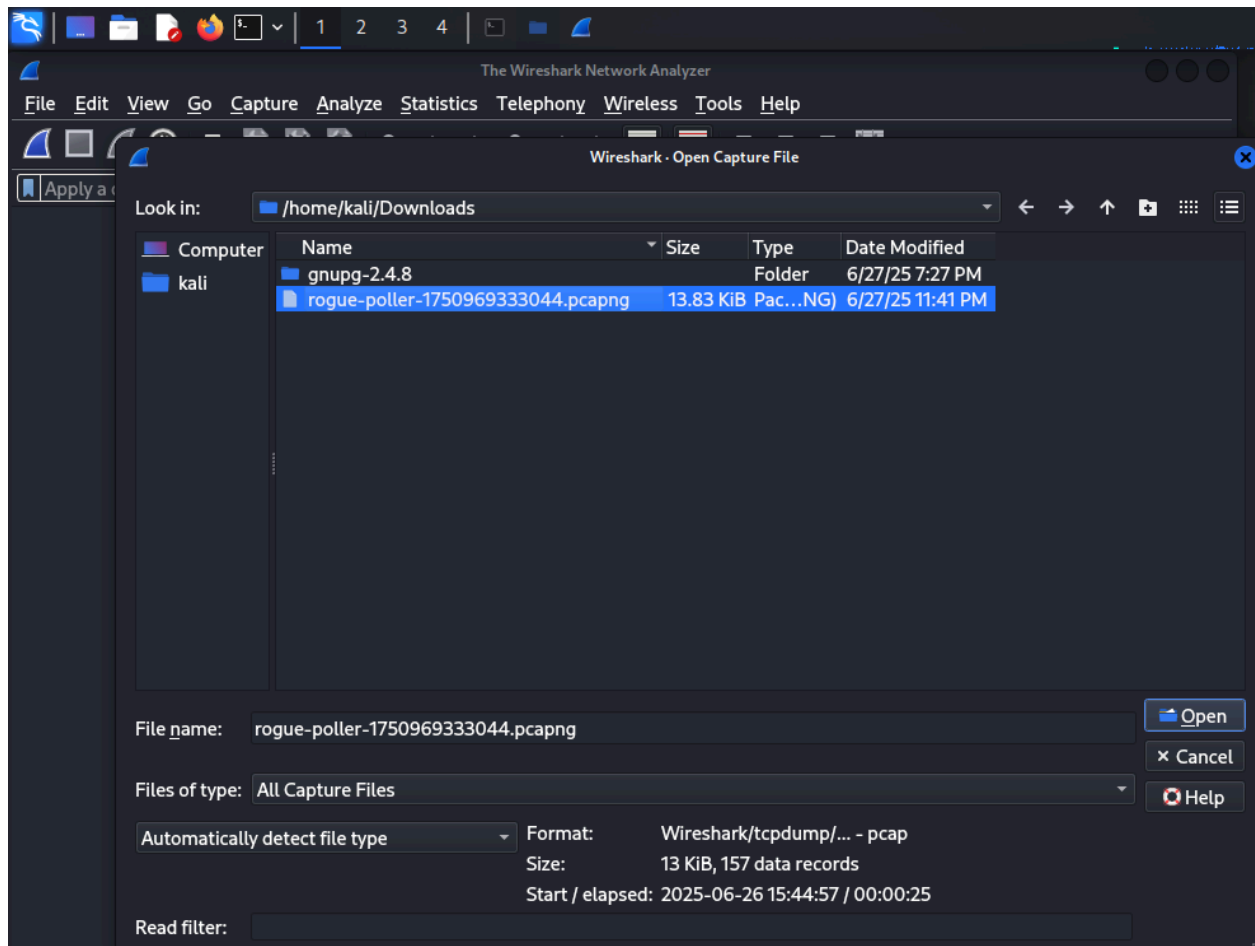 1 2 3 4
The Wireshark Network Analyzer
File Edit View Go Capture Analyze Statistics Telephony Wireless Tools Help
Wireshark · Open Capture File
Apply a
Look in: /home/kali/Downloads
Computer
kali
Name Size Type Date Modified
gnupg-2.4.8 Folder 6/27/25 7:27 PM
rogue-poller-1750969333044.pcapng 13.83 KiB Pac...NG) 6/27/25 11:41 PM
File name: rogue-poller-1750969333044.pcapng
Open
Cancel
Files of type: All Capture Files
Help
Automatically detect file type
Format: Wireshark/tcpdump/... - pcap
Size: 13 KiB, 157 data records
Start / elapsed: 2025-06-26 15:44:57 / 00:00:25
Read filter: